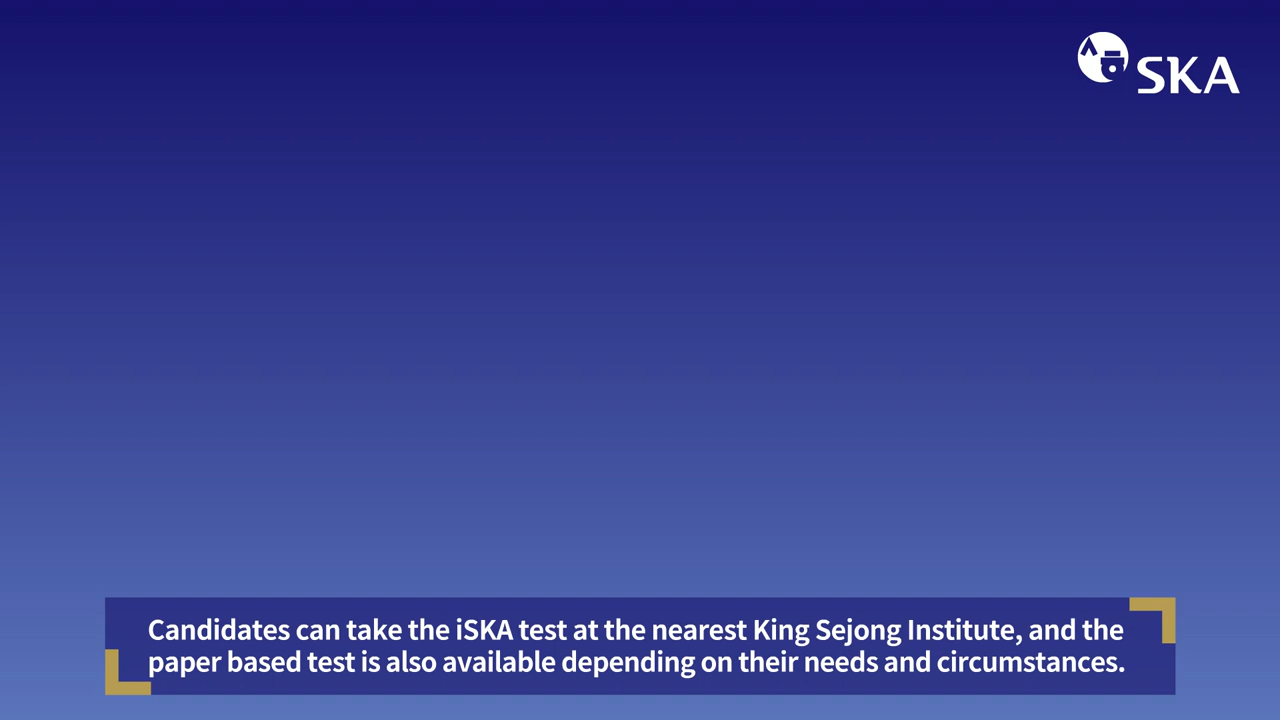 SKA
Candidates can take the iSKA test at the nearest King Sejong Institute, and the
paper based test is also available depending on their needs and circumstances.